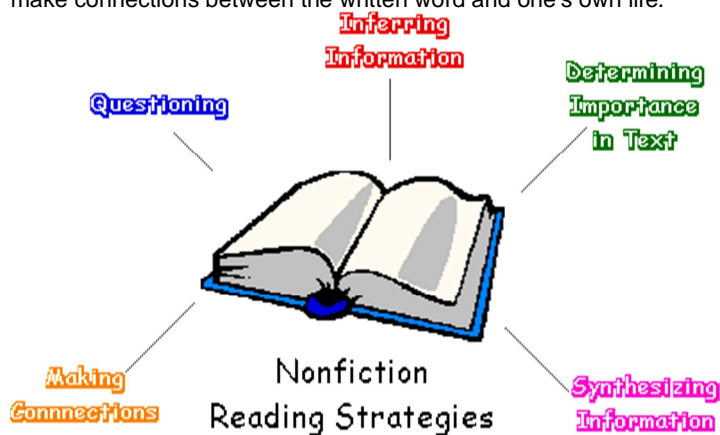 make connections between the written word and one's own life.
Inferring
Information
Determining
Importance
in Text
Questioning
Making
Connnections
Nonfiction
Reading Strategies
Synthesizing
Information